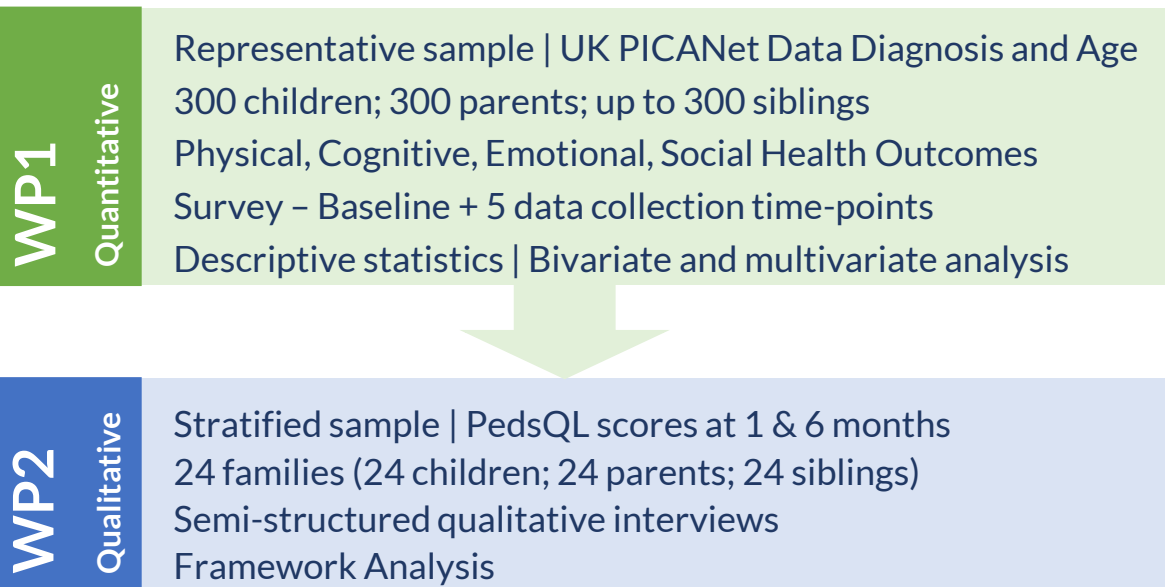 WP1
Quantitative
Representative sample | UK PICANet Data Diagnosis and Age
300 children; 300 parents; up to 300 siblings
Physical, Cognitive, Emotional, Social Health Outcomes
Survey – Baseline + 5 data collection time-points
Descriptive statistics | Bivariate and multivariate analysis
WP2
Qualitative
Stratified sample | PedsQL scores at 1 & 6 months
24 families (24 children; 24 parents; 24 siblings)
Semi-structured qualitative interviews
Framework Analysis